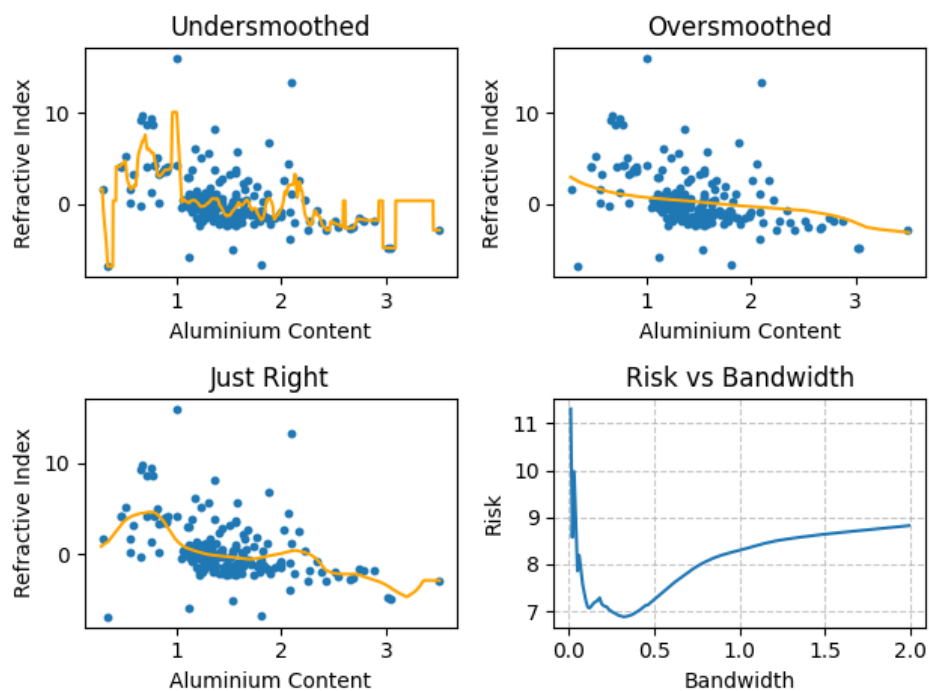 Undersmoothed
Refractive Index
10
0
1 2 3
Aluminium Content
Oversmoothed
Refractive Index
10
0
1 2 3
Aluminium Content
Just Right
Refractive Index
10
0
1 2 3
Aluminium Content
Risk vs Bandwidth
Risk
11
10
9
8
7
0.0 0.5 1.0 1.5 2.0
Bandwidth